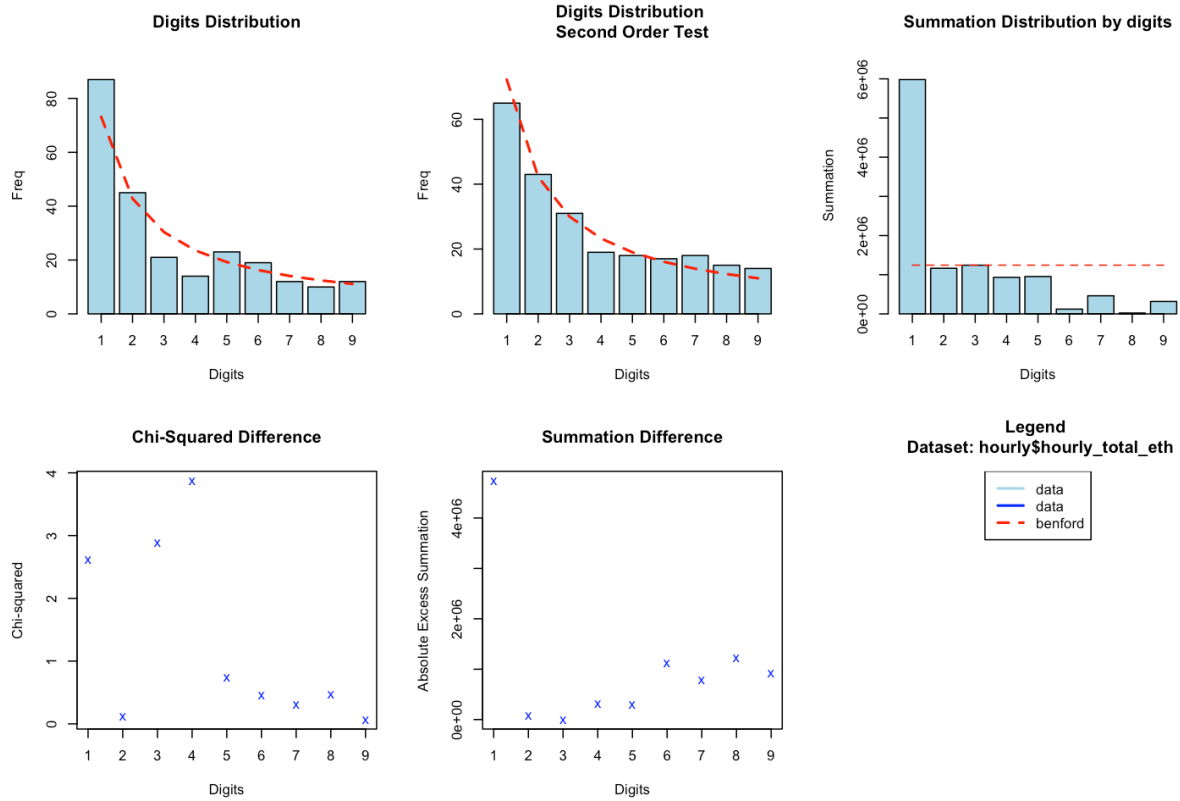 Digits Distribution
Freq
0
20
40
60
80
1 2 3 4 5 6 7 8 9
Digits
Digits Distribution
Second Order Test
Freq
0
20
40
60
1 2 3 4 5 6 7 8 9
Digits
Summation Distribution by digits
Summation
0e+00
2e+06
4e+06
6e+06
1 2 3 4 5 6 7 8 9
Digits
Chi-Squared Difference
Chi-squared
0
1
2
3
4
1 2 3 4 5 6 7 8 9
Digits
Summation Difference
Absolute Excess Summation
0e+00
2e+06
4e+06
1 2 3 4 5 6 7 8 9
Digits
Legend
Dataset: hourly$hourly_total_eth
data
data
benford